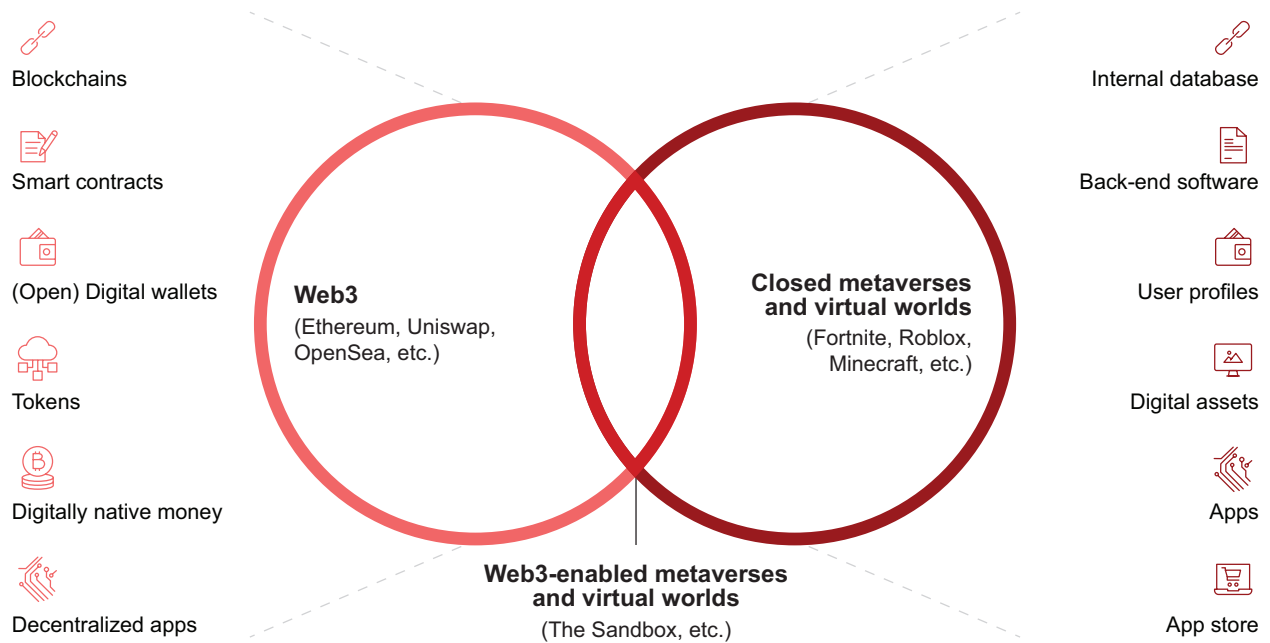 Blockchains
Smart contracts
(Open) Digital wallets
Tokens
Digitally native money
Decentralized apps
Web3
(Ethereum, Uniswap,
OpenSea, etc.)
Closed metaverses
and virtual worlds
(Fortnite, Roblox,
Minecraft, etc.)
Web3-enabled metaverses
and virtual worlds
(The Sandbox, etc.)
Internal database
Back-end software
User profiles
Digital assets
Apps
App store